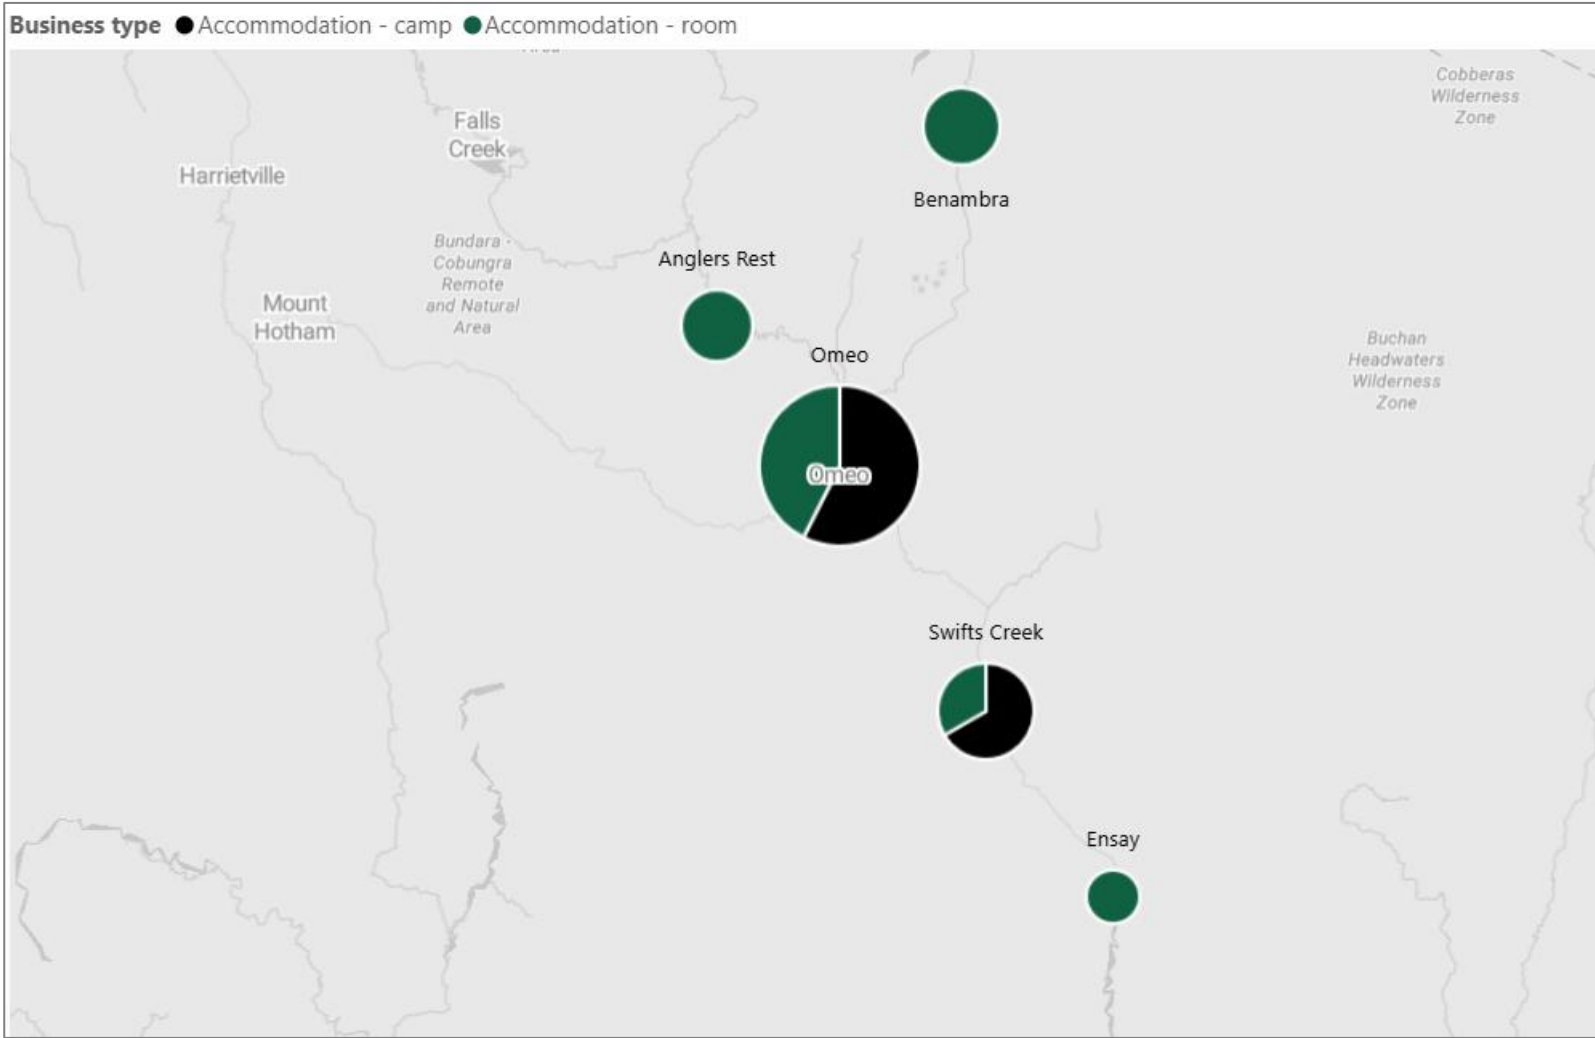 Business type Accommodation - camp Accommodation - room
Area
Cobberas
Wilderness
Zone
Falls
Creek
Harrietville
Benambra
Bundara -
Cobungra
Remote
and Natural
Area
Anglers Rest
Mount
Hotham
Omeo
Buchan
Headwaters
Wilderness
Zone
Omeo
Swifts Creek
Ensay